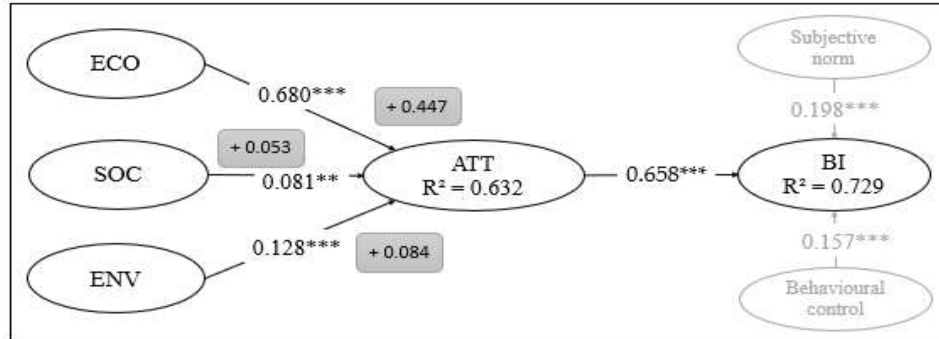 ECO
0.680***
+ 0.447
SOC
+ 0.053
0.081**
ENV
0.128***
+ 0.084
ATT
R² = 0.632
0.658***
Subjective
norm
0.198***
BI
R² = 0.729
0.157***
Behavioural
control